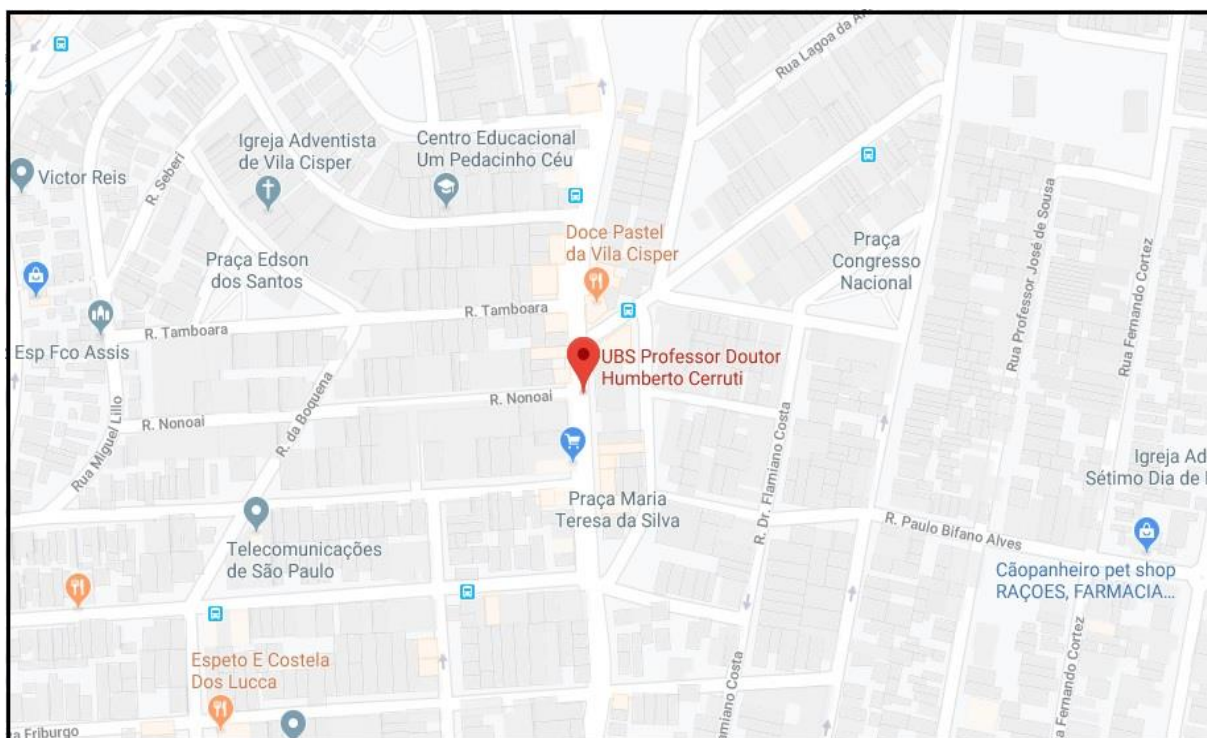 Rua Lagoa da
Igreja Adventista
de Vila Cisper
Centro Educacional
Um Pedacinho Céu
Victor Reis
R. Seberi
Doce Pastel
da Vila Cisper
Praça
Congresso
Nacional
Rua Professor José de Sousa
Rua Fernando Cortez
Praça Edson
dos Santos
R. Tamboara
R. Tamboara
Esp Fco Assis
UBS Professor Doutor
Humberto Cerruti
R. Nonoai
R. Nonoai
R. da Boquena
Rua Miguel Lillo
R. Dr. Flamiano Costa
Igreja Ad
Sétimo Dia de
Praça Maria
Teresa da Silva
R. Paulo Bifano Alves
Telecomunicações
de São Paulo
Cãopanheiro pet shop
RAÇOES, FARMACIA...
Espeto E Costela
Dos Lucca
amiano Costa
a Fernando Cortez
a Friburgo